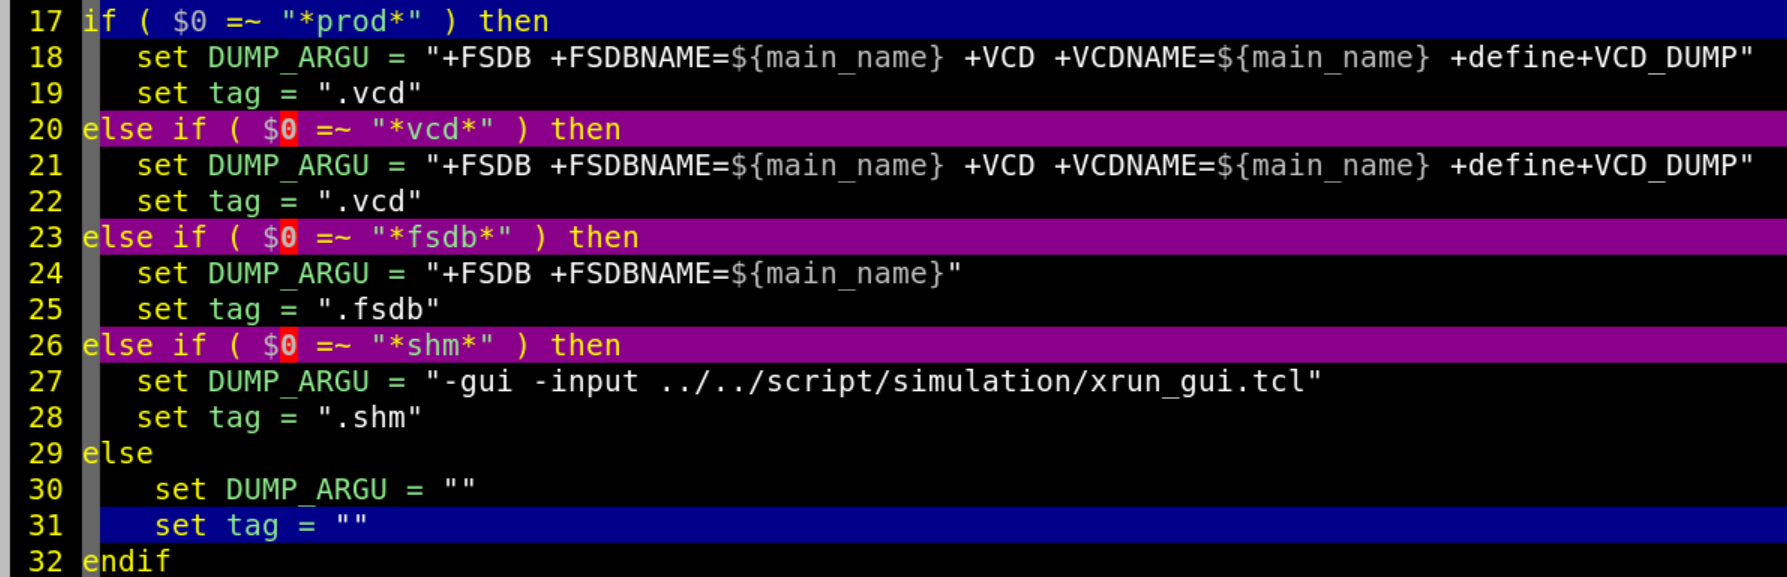 17 if ( $0 =~ "*prod*" ) then
18    set DUMP_ARGU = "+FSDB +FSDBNAME=${main_name} +VCD +VCDNAME=${main_name} +define+VCD_DUMP"
19    set tag = ".vcd"
20 else if ( $0 =~ "*vcd*" ) then
21    set DUMP_ARGU = "+FSDB +FSDBNAME=${main_name} +VCD +VCDNAME=${main_name} +define+VCD_DUMP"
22    set tag = ".vcd"
23 else if ( $0 =~ "*fsdb*" ) then
24    set DUMP_ARGU = "+FSDB +FSDBNAME=${main_name}"
25    set tag = ".fsdb"
26 else if ( $0 =~ "*shm*" ) then
27    set DUMP_ARGU = "-gui -input ../../script/simulation/xrun_gui.tcl"
28    set tag = ".shm"
29 else
30     set DUMP_ARGU = ""
31     set tag = ""
32 endif